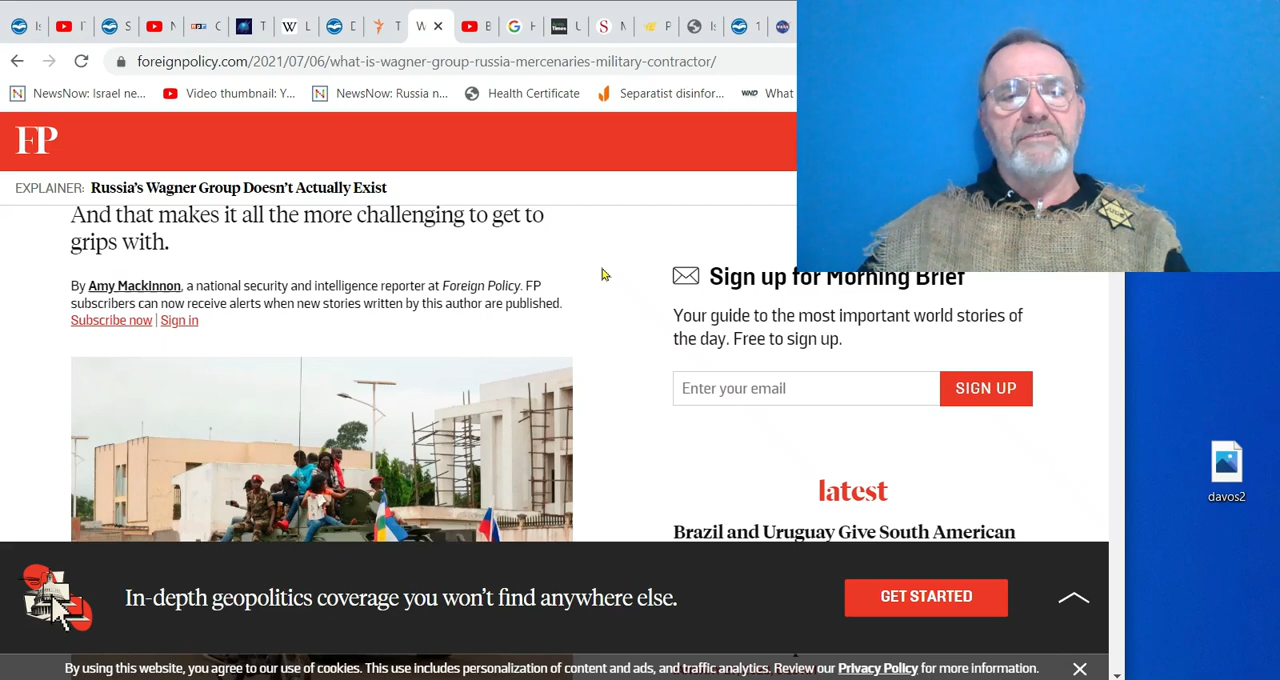 foreignpolicy.com/2021/07/06/what-is-wagner-group-russia-mercenaries-military-contractor/
NewsNow: Israel ne...
Video thumbnail: Y...
NewsNow: Russia n...
Health Certificate
Separatist disinfor...
WND
What
FP
EXPLAINER: Russia's Wagner Group Doesn't Actually Exist
And that makes it all the more challenging to get to
grips with.
By Amy Mackinnon, a national security and intelligence reporter at Foreign Policy. FP
subscribers can now receive alerts when new stories written by this author are published.
Subscribe now | Sign in
Sign up for Morning Brief
Your guide to the most important world stories of
the day. Free to sign up.
Enter your email
SIGN UP
latest
Brazil and Uruguay Give South American
davos2
In-depth geopolitics coverage you won't find anywhere else.
GET STARTED
By using this website, you agree to our use of cookies. This use includes personalization of content and ads, and traffic analytics. Review our Privacy Policy for more information.